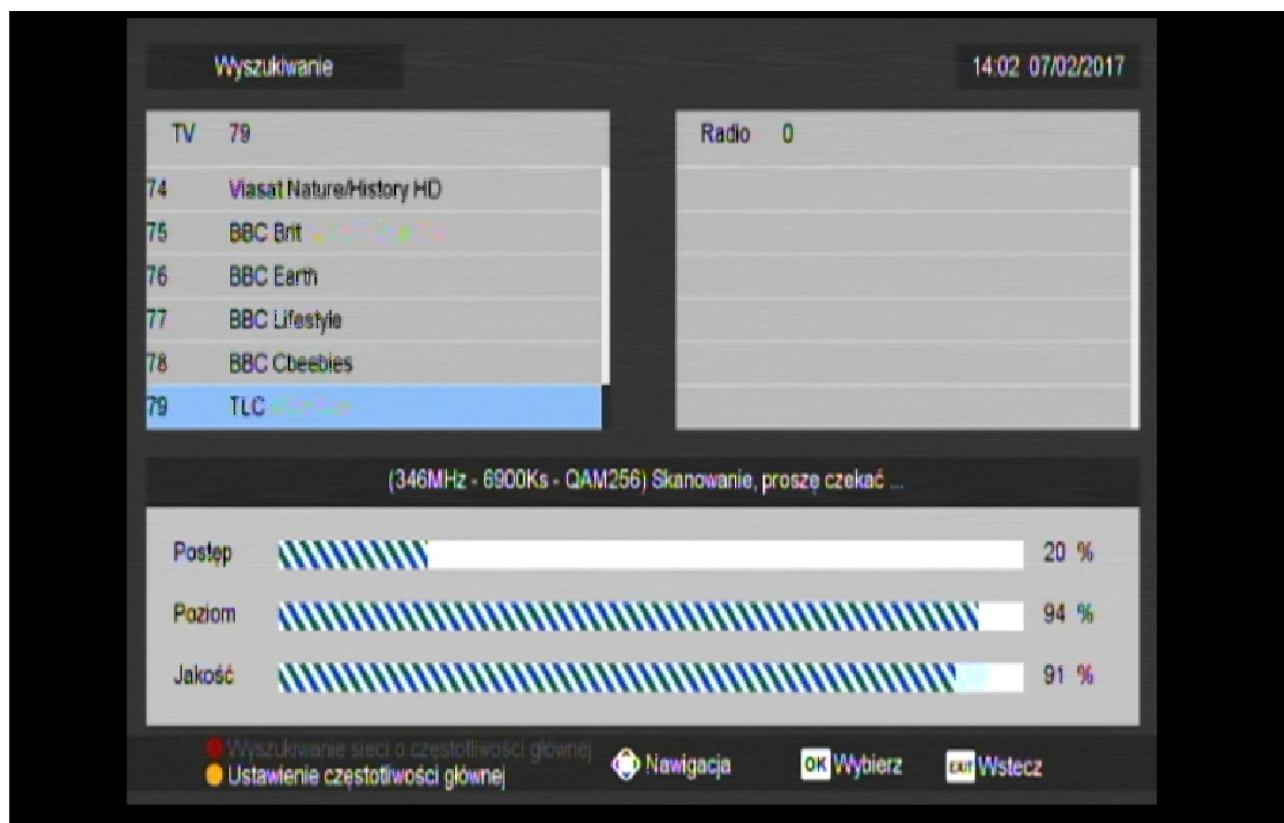 Wyszukiwanie
14:02 07/02/2017
TV 79
74 Viasat Nature/History HD
75 BBC Brit
76 BBC Earth
77 BBC Lifestyle
78 BBC Cbeebies
79 TLC
Radio 0
(346MHz - 6900Ks - QAM256) Skanowanie, proszę czekać ...
Postęp 20 %
Poziom 94 %
Jakość 91 %
Wyszukiwanie sieci o częstotliwości głównej
Ustawienie częstotliwości głównej
Nawigacja
OK Wybierz
EXIT Wstecz